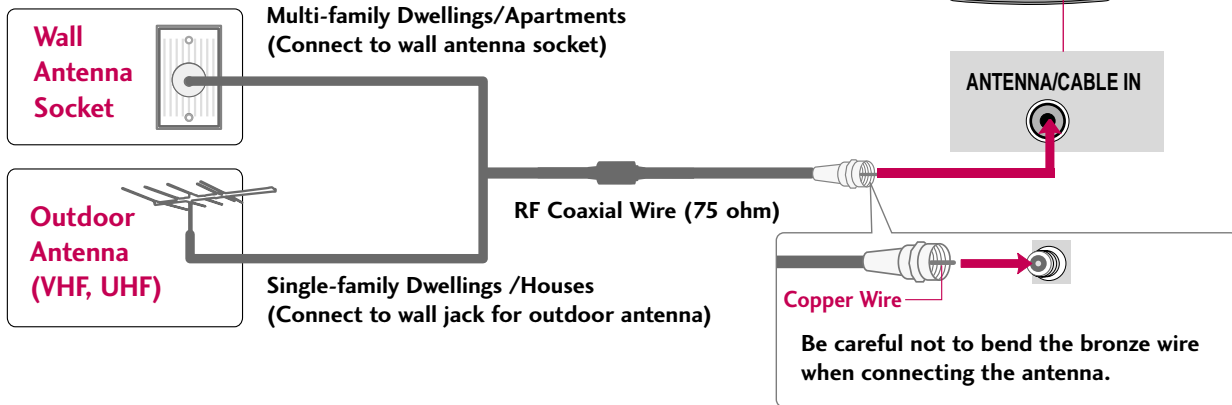 Wall
Antenna
Socket
Multi-family Dwellings/Apartments
(Connect to wall antenna socket)
ANTENNA/CABLE IN
Outdoor
Antenna
(VHF, UHF)
RF Coaxial Wire (75 ohm)
Single-family Dwellings /Houses
(Connect to wall jack for outdoor antenna)
Copper Wire
Be careful not to bend the bronze wire
when connecting the antenna.